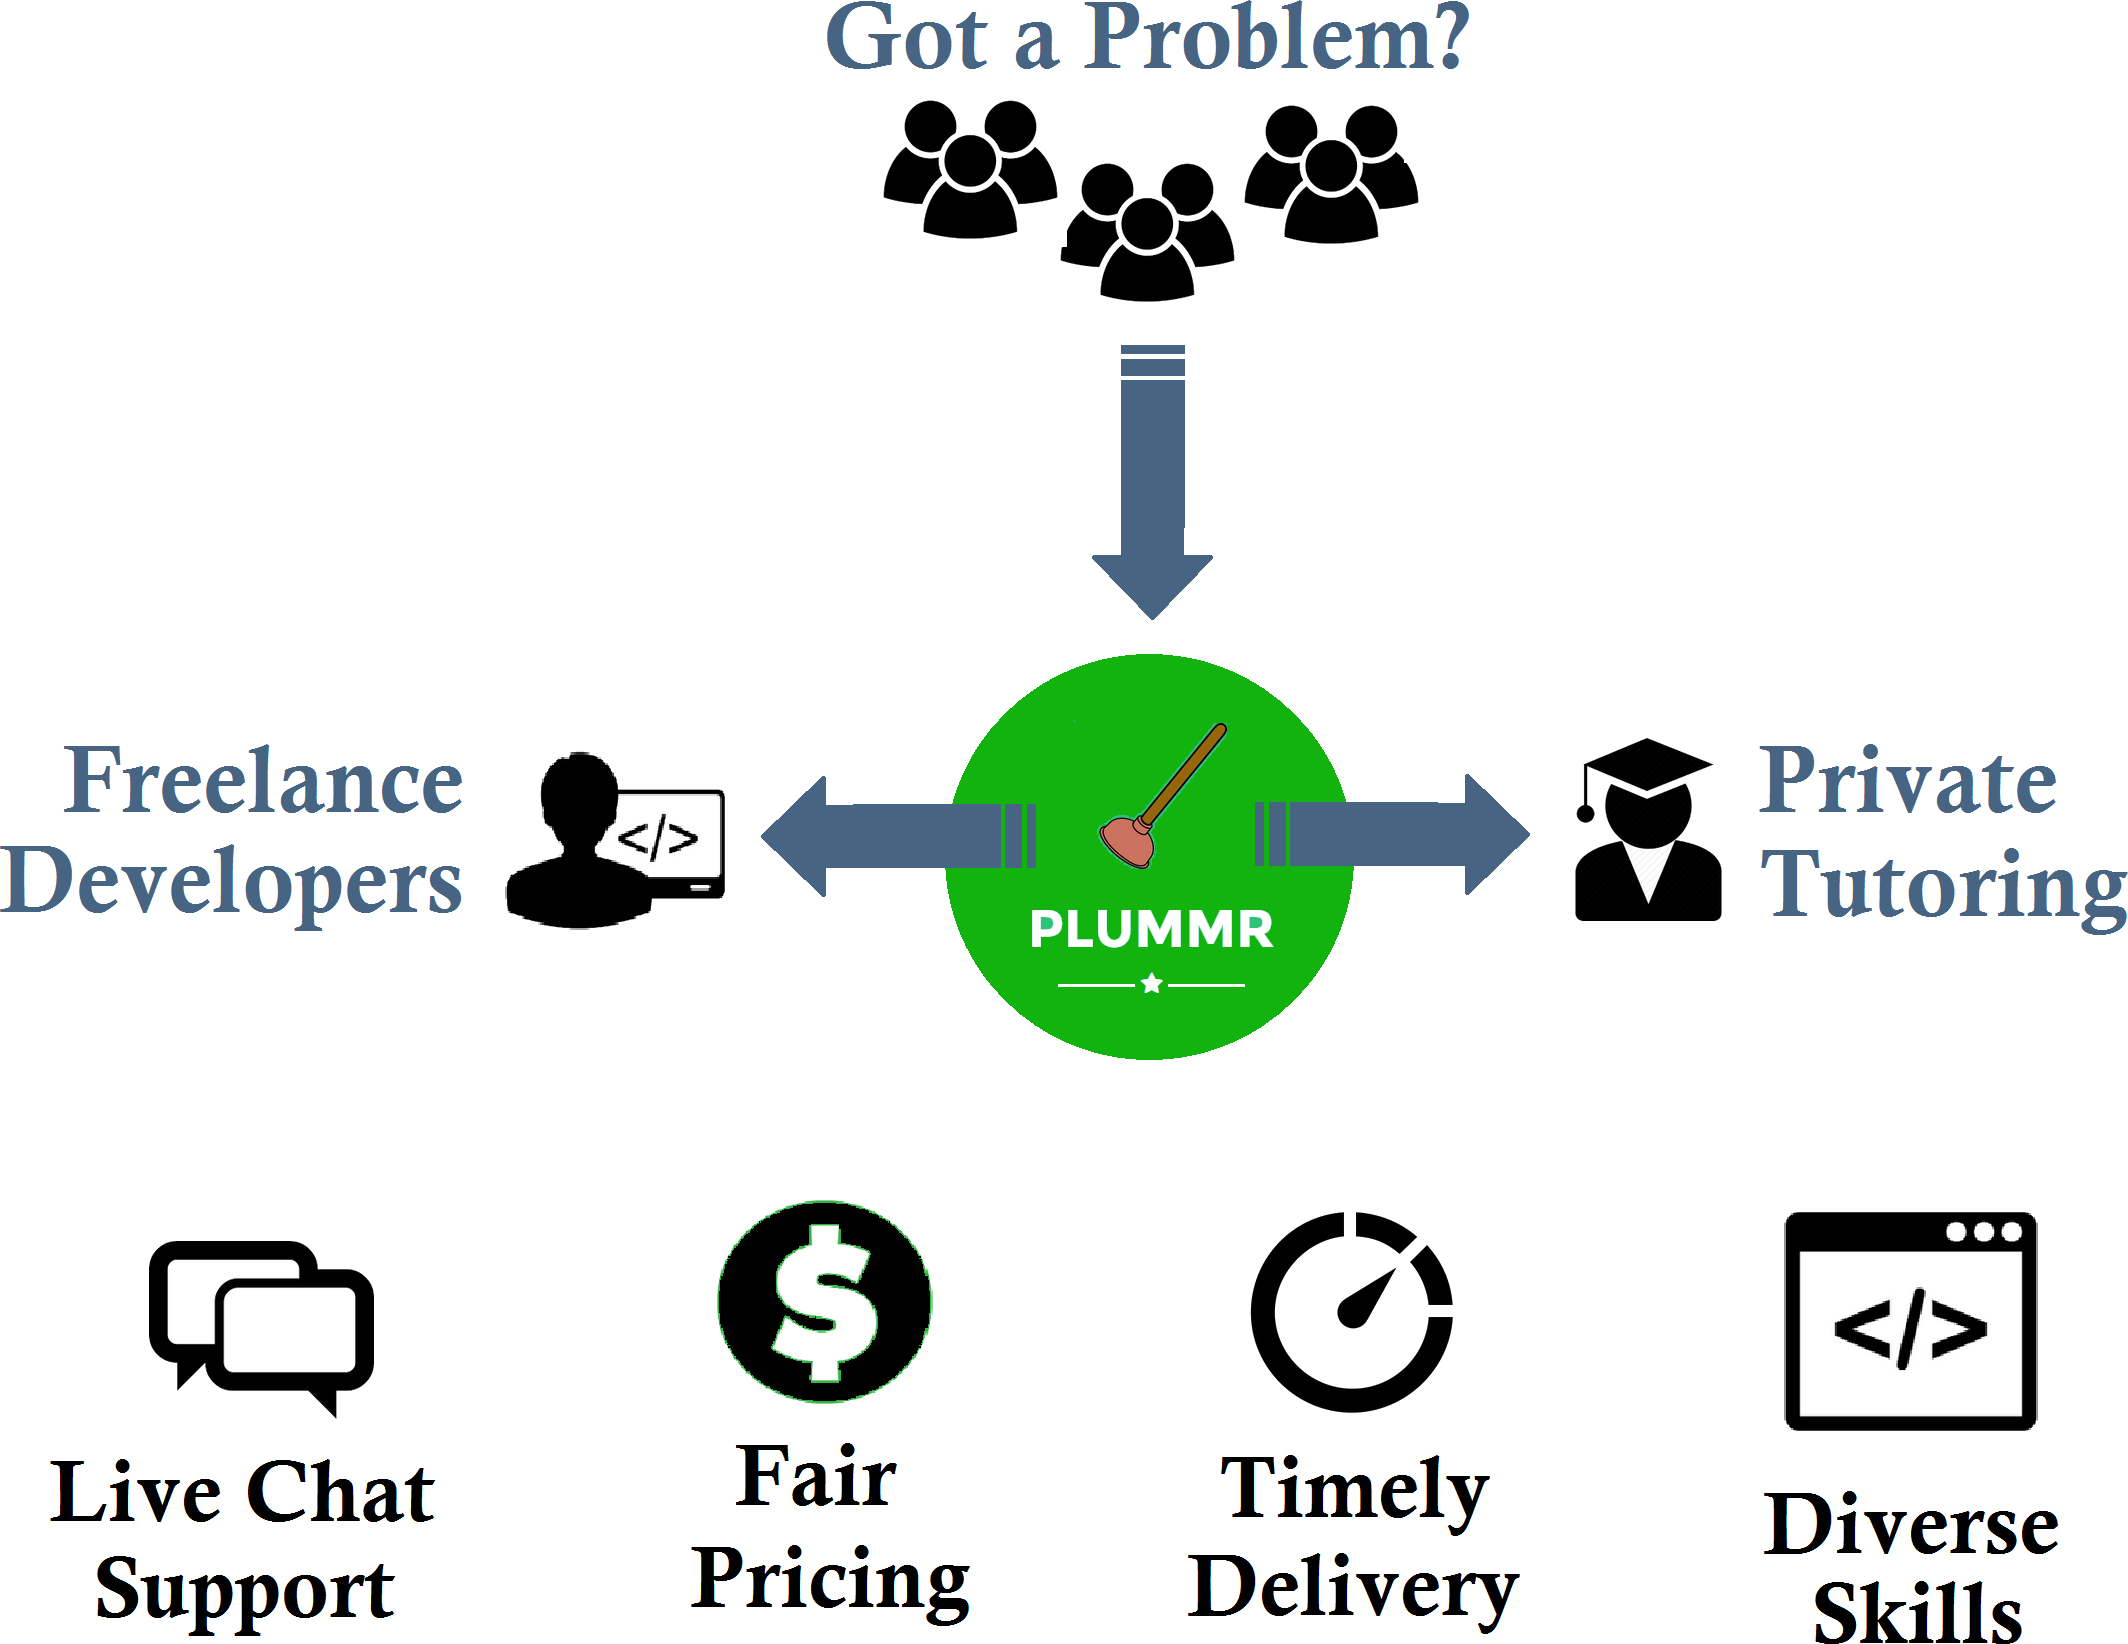 Got a Problem?
Freelance
Developers
</>
PLUMMR
Private
Tutoring
Live Chat
Support
$
Fair
Pricing
Timely
Delivery
</>
Diverse
Skills